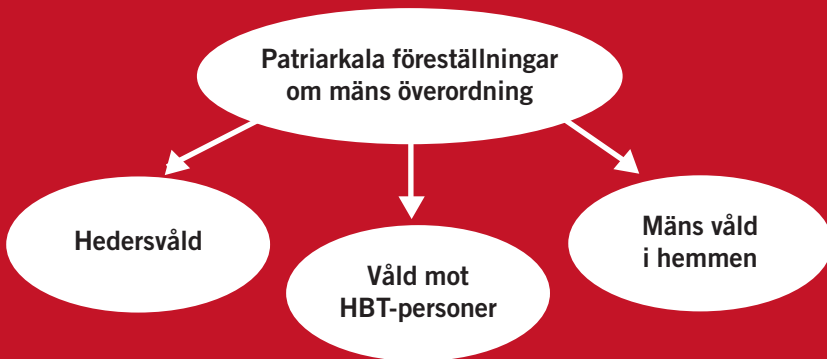 Patriarkala föreställningar
om mäns överordning
Hedersvåld
Våld mot
HBT-personer
Mäns våld
i hemmen